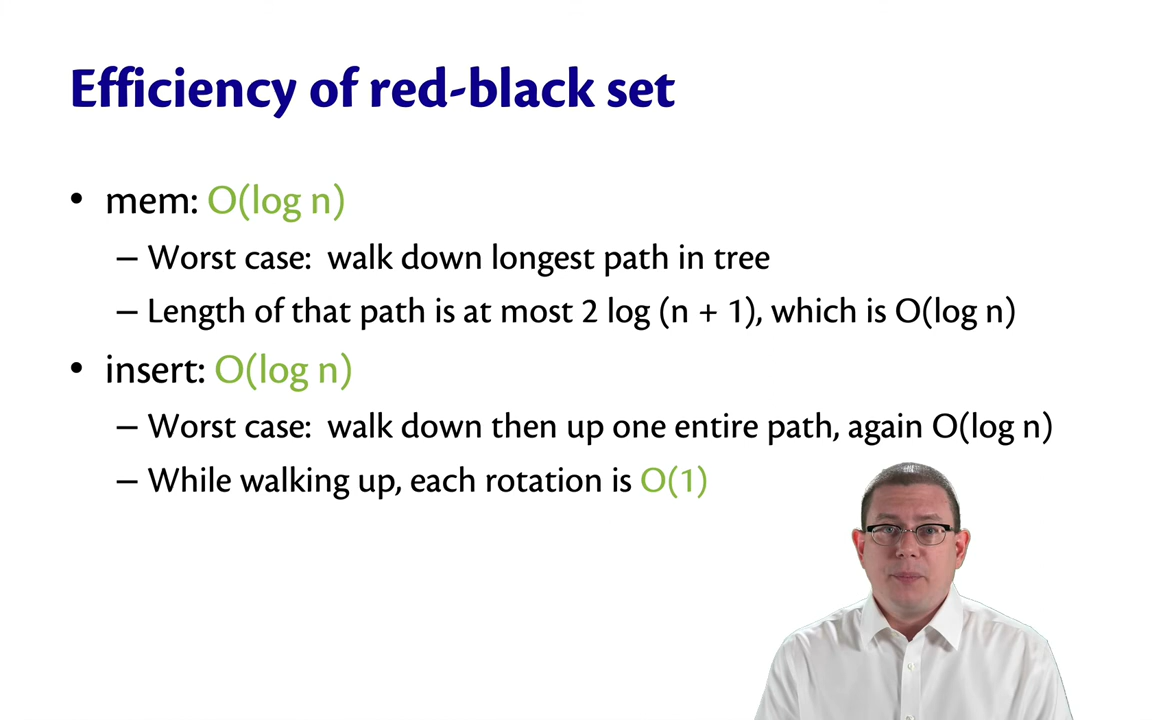 Efficiency of red-black set
• mem: O(log n)
– Worst case: walk down longest path in tree
– Length of that path is at most 2 log (n + 1), which is O(log n)
• insert: O(log n)
– Worst case: walk down then up one entire path, again O(log n)
– While walking up, each rotation is O(1)